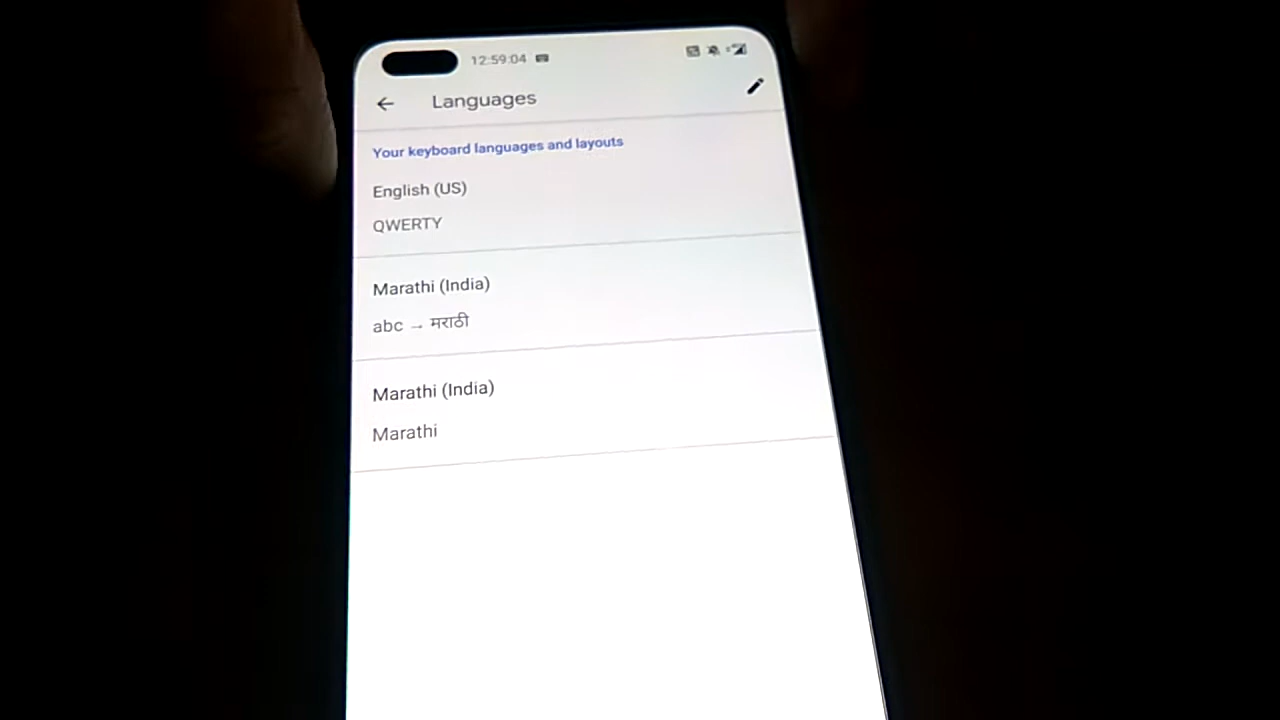 12:59:04
Languages
Your keyboard languages and layouts
English (US)
QWERTY
Marathi (India)
abc → मराठी
Marathi (India)
Marathi